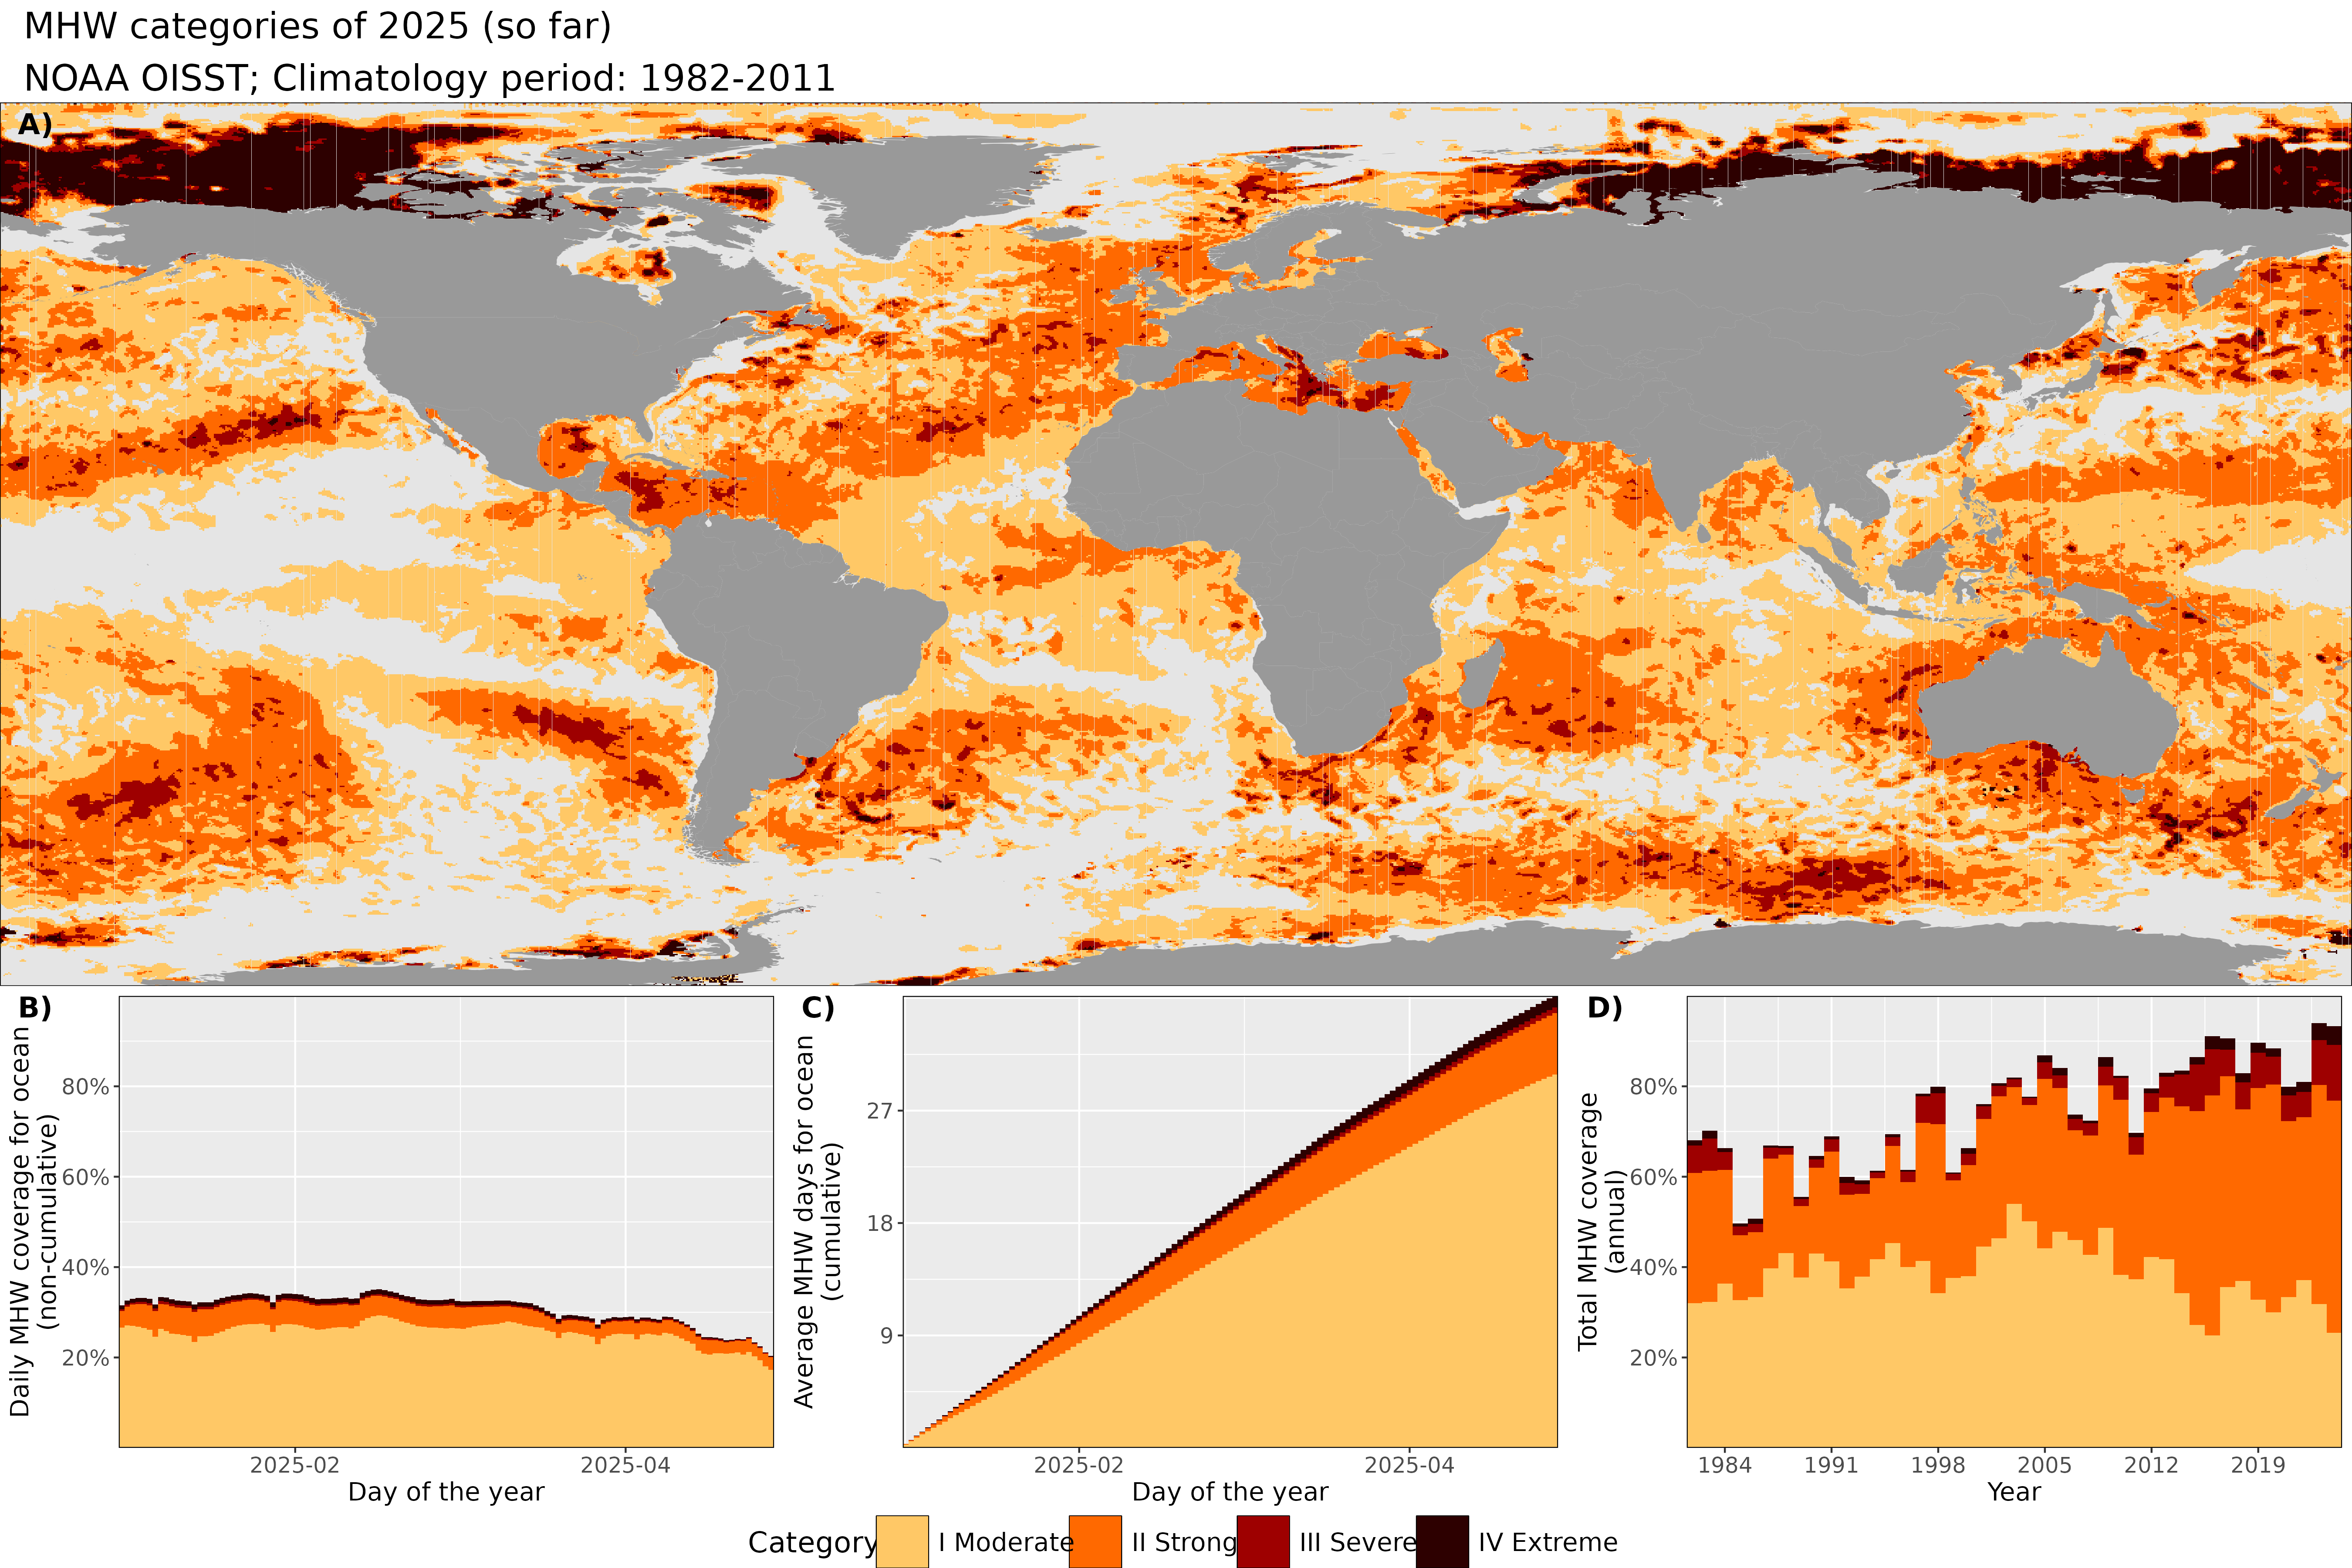 MHW categories of 2025 (so far)
NOAA OISST; Climatology period: 1982-2011
A)
B)
Daily MHW coverage for ocean
(non-cumulative)
80%
60%
40%
20%
2025-02
2025-04
Day of the year
C)
Average MHW days for ocean
(cumulative)
27
18
9
2025-02
2025-04
Day of the year
D)
Total MHW coverage
(annual)
80%
60%
40%
20%
1984
1991
1998
2005
2012
2019
Year
Category
I Moderate
II Strong
III Severe
IV Extreme